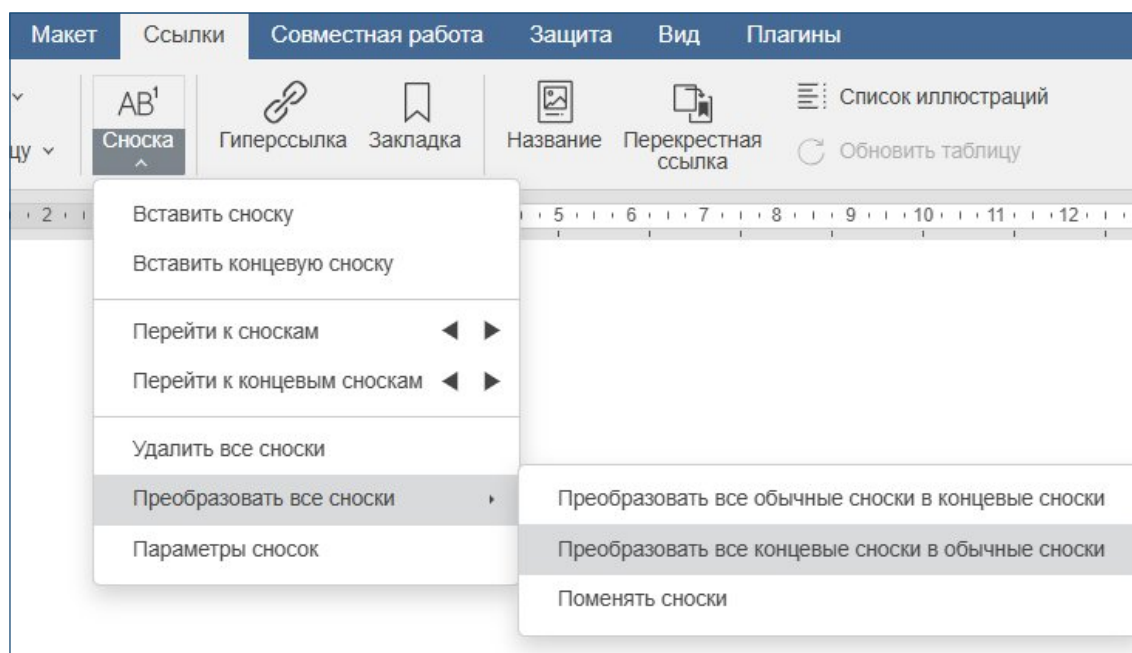 Макет Ссылки Совместная работа Защита Вид Плагины
AB¹ Список иллюстраций
цу Сноска Гиперссылка Закладка Название Перекрестная ссылка Обновить таблицу
2 5 6 7 8 9 10 11 12
Вставить сноску
Вставить концевую сноску
Перейти к сноскам
Перейти к концевым сноскам
Удалить все сноски
Преобразовать все сноски
Параметры сносок
Преобразовать все обычные сноски в концевые сноски
Преобразовать все концевые сноски в обычные сноски
Поменять сноски